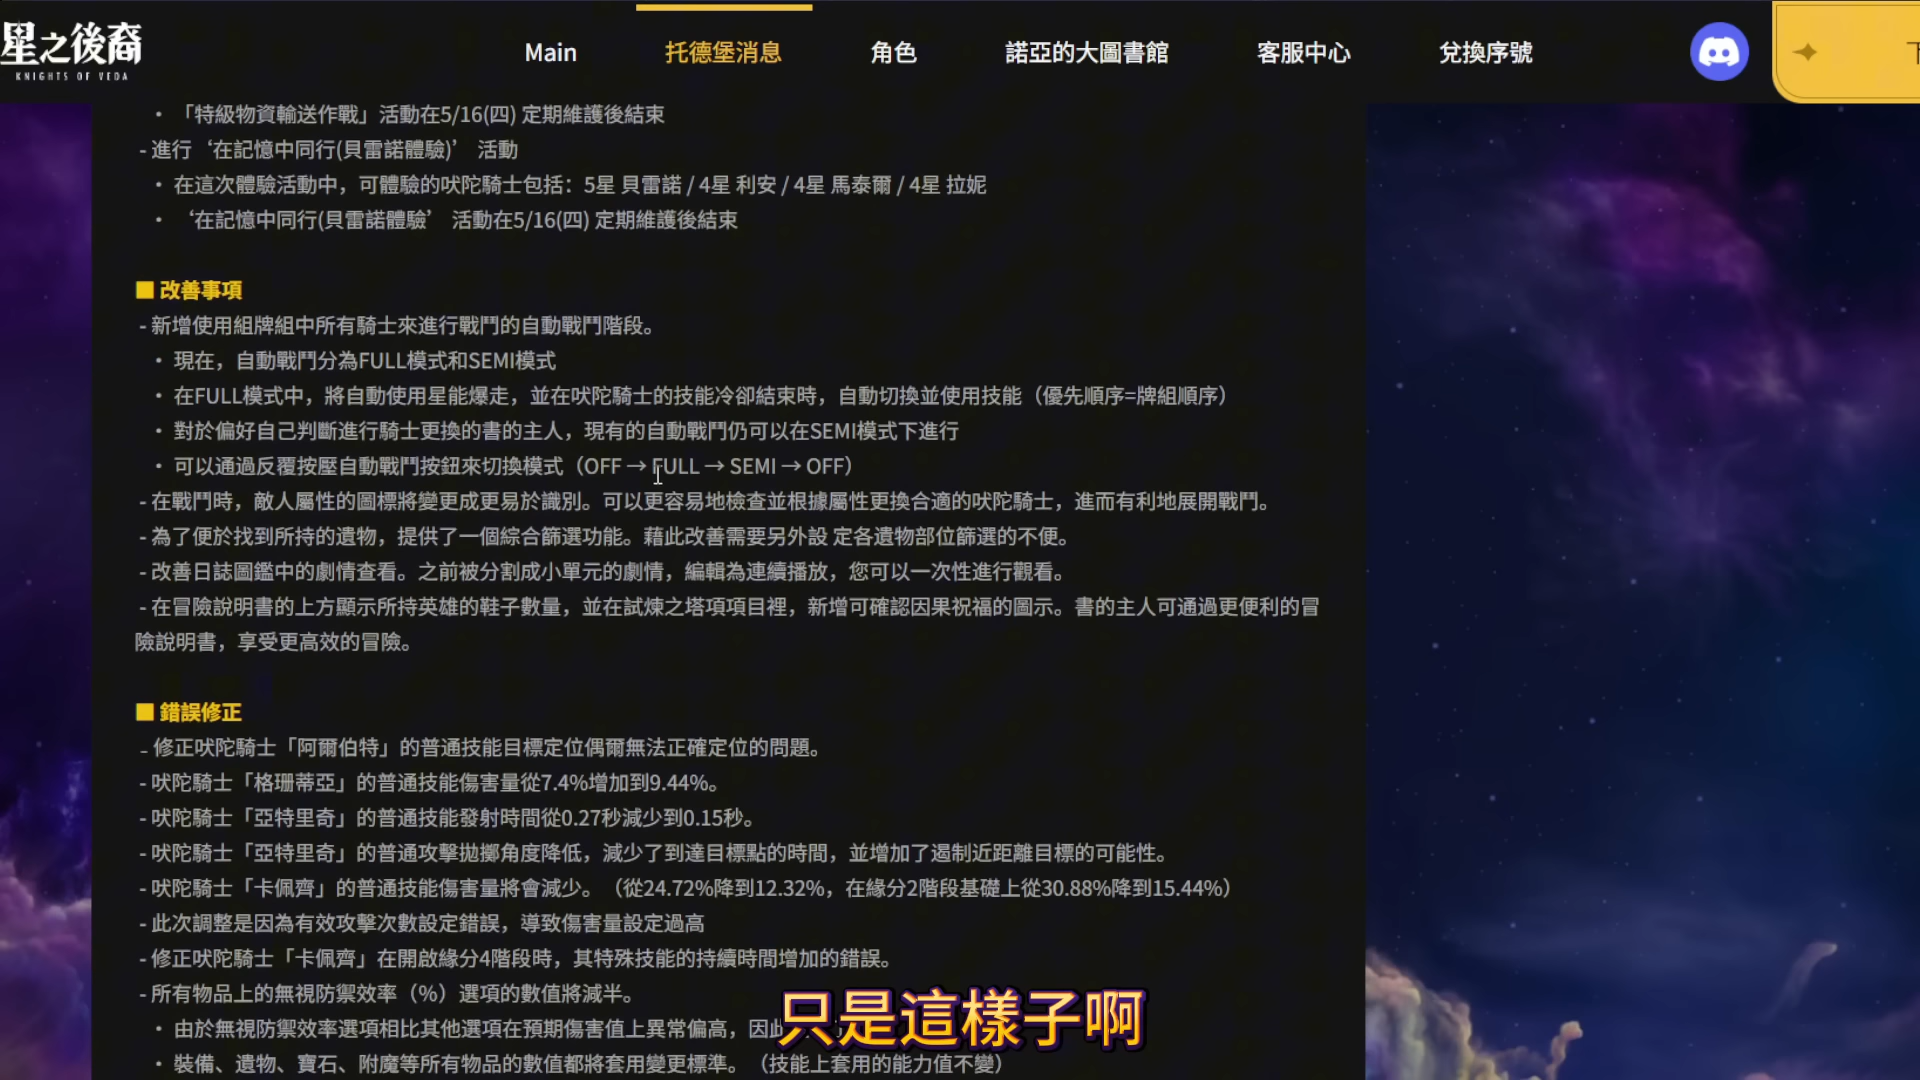 星之後裔
KNIGHTS OF VEDA
Main
托德堡消息
角色
諾亞的大圖書館
客服中心
兌換序號
• 「特級物資輸送作戰」活動在5/16(四) 定期維護後結束
- 進行‘在記憶中同行(貝雷諾體驗)’ 活動
• 在這次體驗活動中，可體驗的吠陀騎士包括：5星 貝雷諾 / 4星 利安 / 4星 馬泰爾 / 4星 拉妮
• ‘在記憶中同行(貝雷諾體驗’ 活動在5/16(四) 定期維護後結束
■ 改善事項
- 新增使用組牌組中所有騎士來進行戰鬥的自動戰鬥階段。
• 現在，自動戰鬥分為FULL模式和SEMI模式
• 在FULL模式中，將自動使用星能爆走，並在吠陀騎士的技能冷卻結束時，自動切換並使用技能（優先順序=牌組順序）
• 對於偏好自己判斷進行騎士更換的書的主人，現有的自動戰鬥仍可以在SEMI模式下進行
• 可以通過反覆按壓自動戰鬥按鈕來切換模式（OFF → FULL → SEMI → OFF）
- 在戰鬥時，敵人屬性的圖標將變更成更易於識別。可以更容易地檢查並根據屬性更換合適的吠陀騎士，進而有利地展開戰鬥。
- 為了便於找到所持的遺物，提供了一個綜合篩選功能。藉此改善需要另外設 定各遺物部位篩選的不便。
- 改善日誌圖鑑中的劇情查看。之前被分割成小單元的劇情，編輯為連續播放，您可以一次性進行觀看。
- 在冒險說明書的上方顯示所持英雄的鞋子數量，並在試煉之塔項項目裡，新增可確認因果祝福的圖示。書的主人可通過更便利的冒
險說明書，享受更高效的冒險。
■ 錯誤修正
- 修正吠陀騎士「阿爾伯特」的普通技能目標定位偶爾無法正確定位的問題。
- 吠陀騎士「格珊蒂亞」的普通技能傷害量從7.4%增加到9.44%。
- 吠陀騎士「亞特里奇」的普通技能發射時間從0.27秒減少到0.15秒。
- 吠陀騎士「亞特里奇」的普通攻擊拋擲角度降低，減少了到達目標點的時間，並增加了遏制近距離目標的可能性。
- 吠陀騎士「卡佩齊」的普通技能傷害量將會減少。（從24.72%降到12.32%，在緣分2階段基礎上從30.88%降到15.44%）
- 此次調整是因為有效攻擊次數設定錯誤，導致傷害量設定過高
- 修正吠陀騎士「卡佩齊」在開啟緣分4階段時，其特殊技能的持續時間增加的錯誤。
- 所有物品上的無視防禦效率（%）選項的數值將減半。
• 由於無視防禦效率選項相比其他選項在預期傷害值上異常偏高，因此
只是這樣子啊
• 裝備、遺物、寶石、附魔等所有物品的數值都將套用變更標準。（技能上套用的能力值不變）